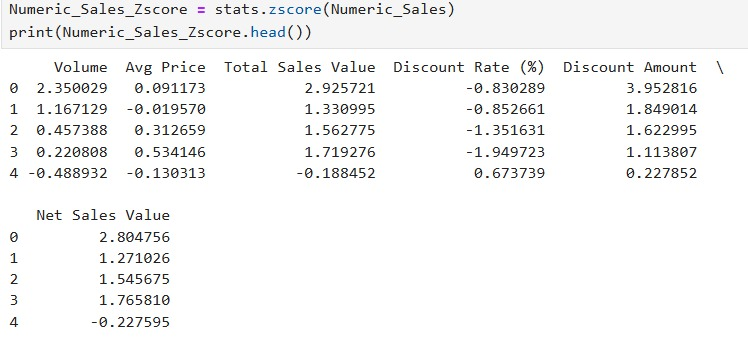 Numeric_Sales_Zscore = stats.zscore(Numeric_Sales)
print(Numeric_Sales_Zscore.head())
     Volume  Avg Price  Total Sales Value  Discount Rate (%)  Discount Amount  \
0  2.350029   0.091173           2.925721          -0.830289         3.952816
1  1.167129  -0.019570           1.330995          -0.852661         1.849014
2  0.457388   0.312659           1.562775          -1.351631         1.622995
3  0.220808   0.534146           1.719276          -1.949723         1.113807
4 -0.488932  -0.130313          -0.188452           0.673739         0.227852
   Net Sales Value
0         2.804756
1         1.271026
2         1.545675
3         1.765810
4        -0.227595